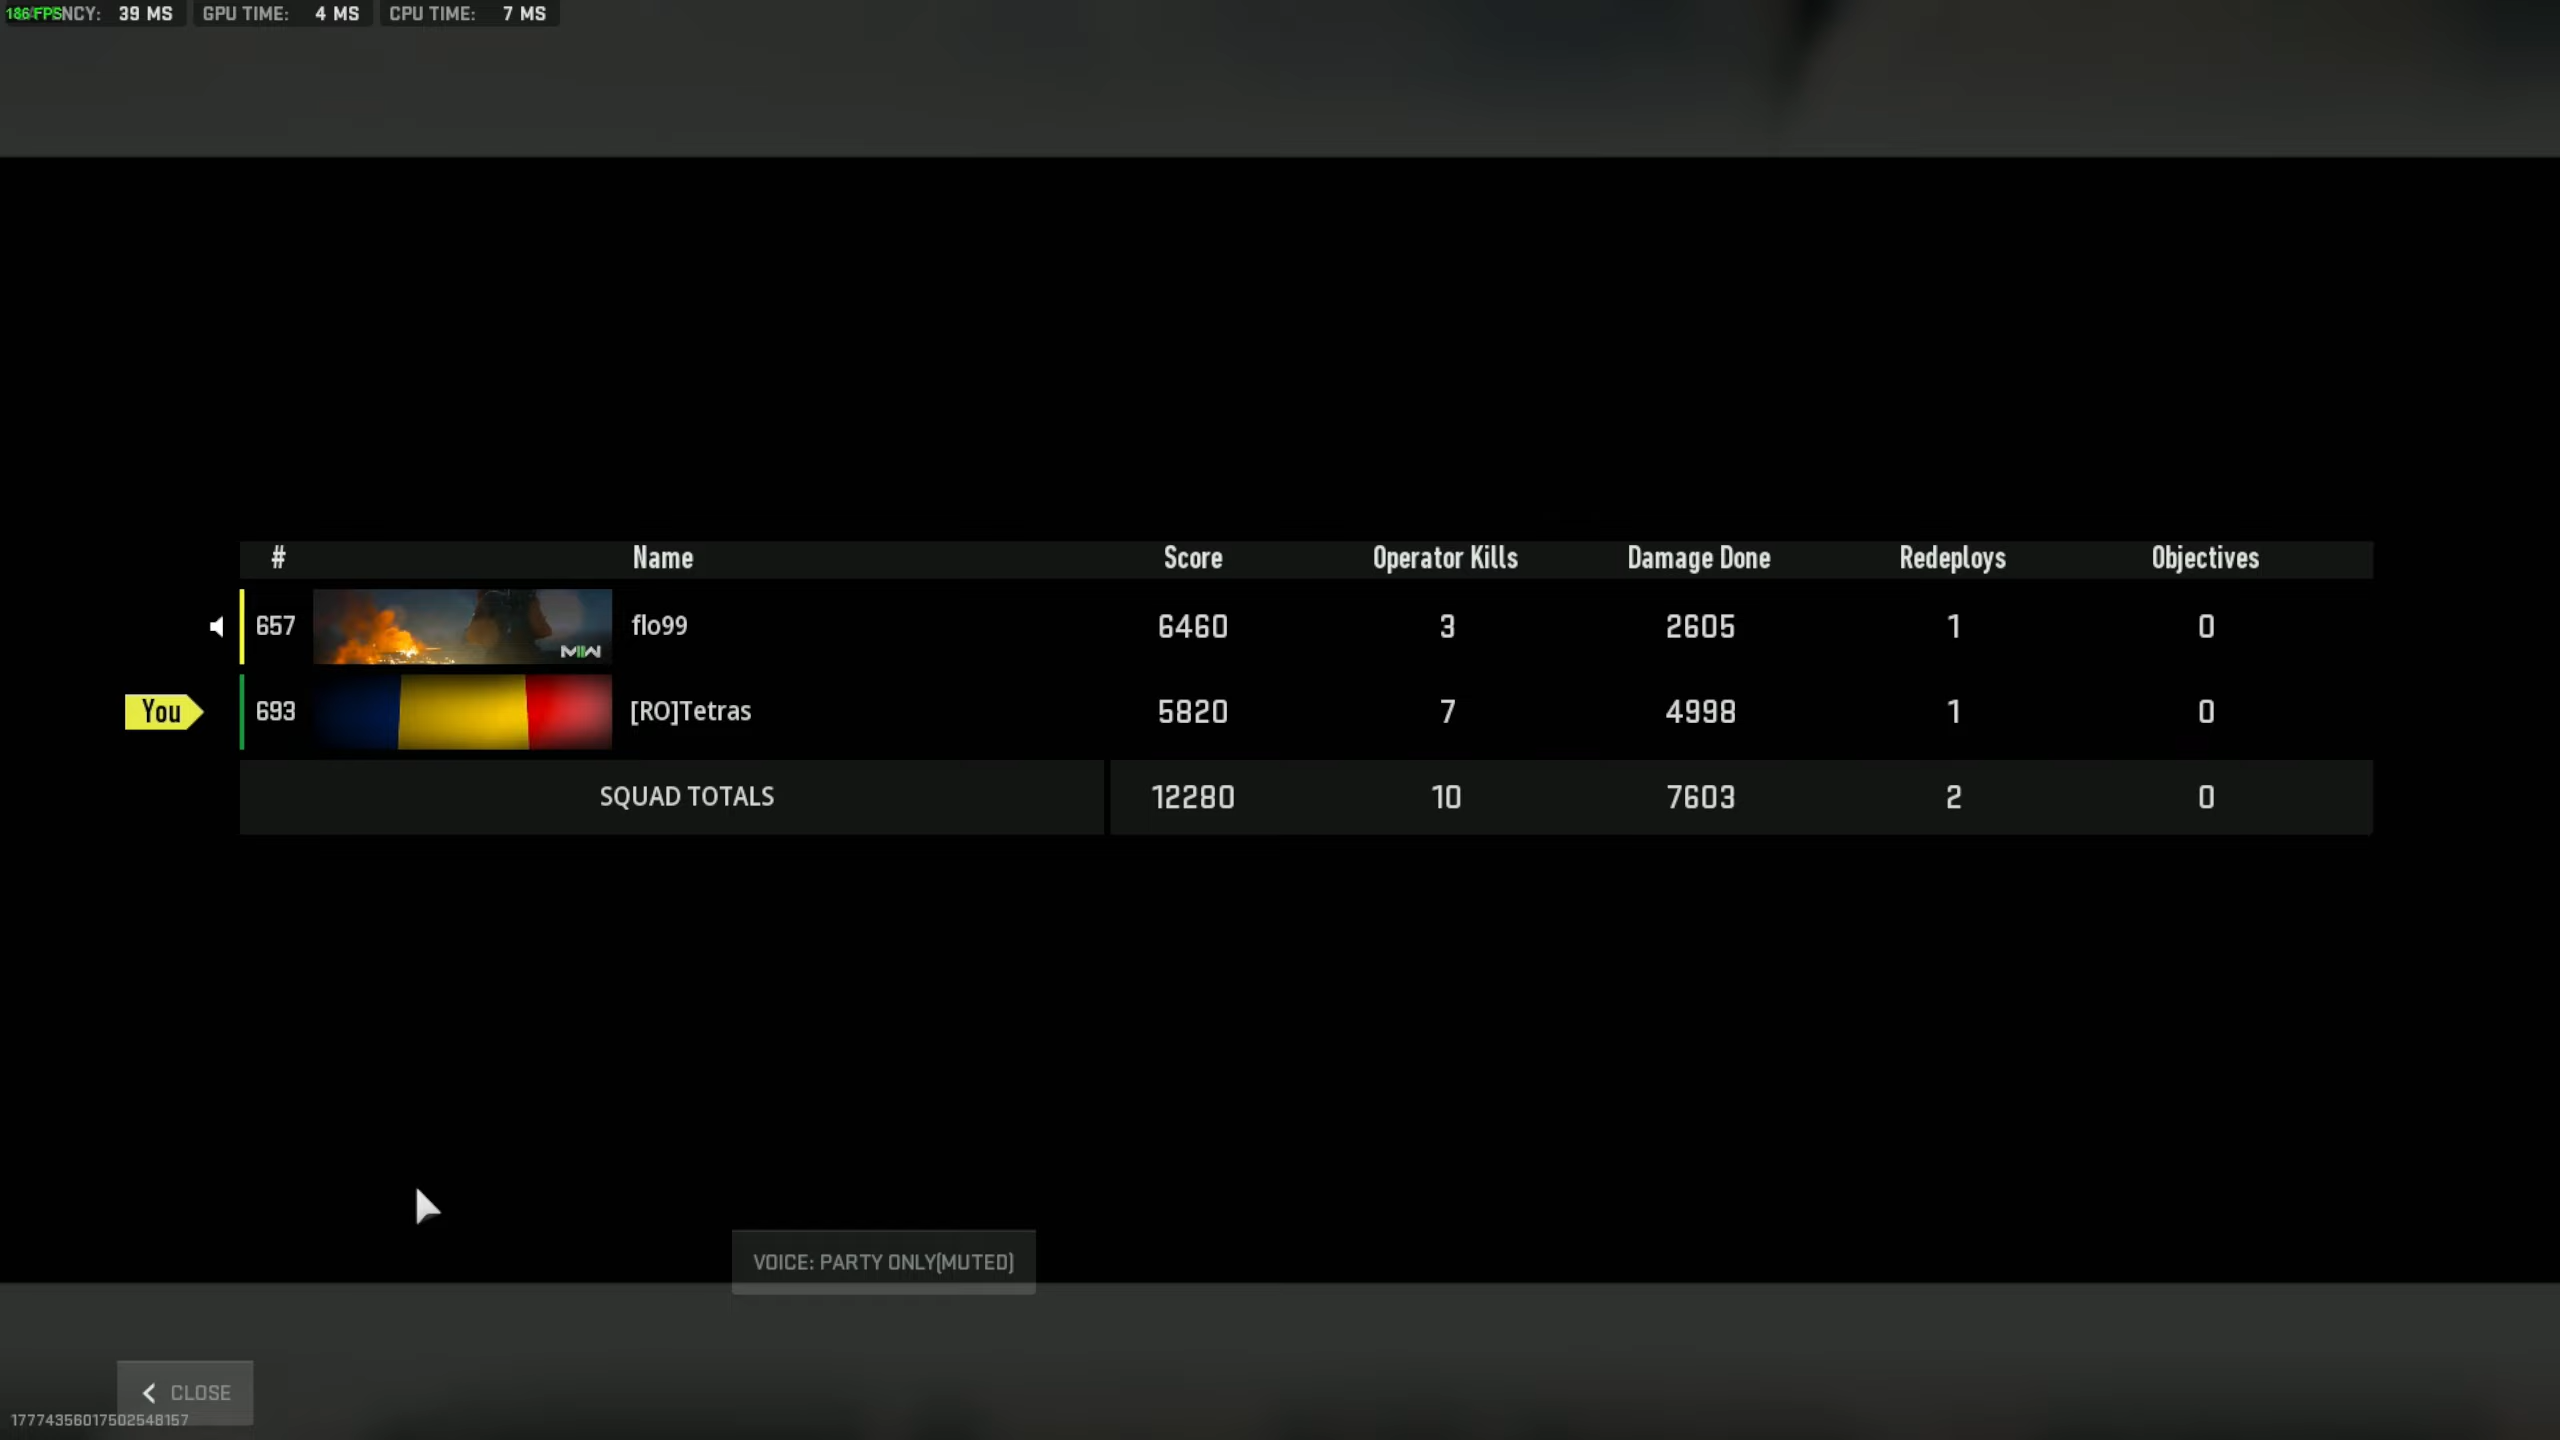 186 FPS NCY: 39 MS GPU TIME: 4 MS CPU TIME: 7 MS
# Name Score Operator Kills Damage Done Redeploys Objectives
657 MWII flo99 6460 3 2605 1 0
You 693 [RO]Tetras 5820 7 4998 1 0
SQUAD TOTALS 12280 10 7603 2 0
VOICE: PARTY ONLY(MUTED)
CLOSE
17774356017502548157